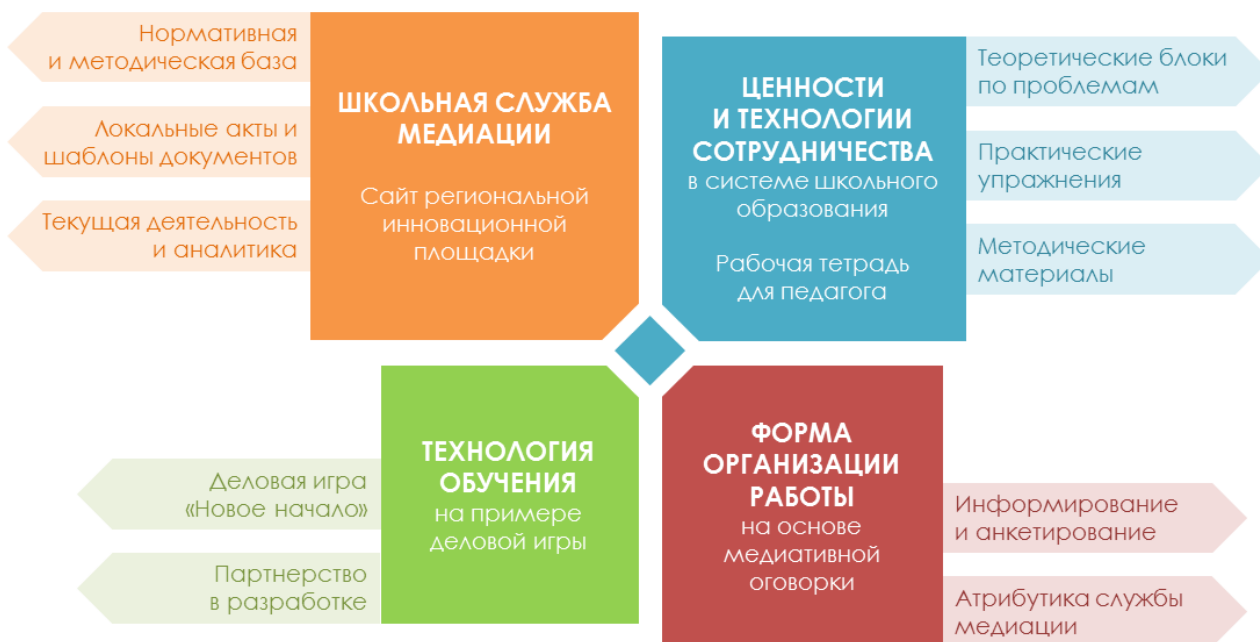 Нормативная
и методическая база
Локальные акты и
шаблоны документов
Текущая деятельность
и аналитика
ШКОЛЬНАЯ СЛУЖБА
МЕДИАЦИИ
Сайт региональной
инновационной
площадки
ЦЕННОСТИ
И ТЕХНОЛОГИИ
СОТРУДНИЧЕСТВА
в системе школьного
образования
Рабочая тетрадь
для педагога
Теоретические блоки
по проблемам
Практические
упражнения
Методические
материалы
Деловая игра
«Новое начало»
Партнерство
в разработке
ТЕХНОЛОГИЯ
ОБУЧЕНИЯ
на примере
деловой игры
ФОРМА
ОРГАНИЗАЦИИ
РАБОТЫ
на основе
медиативной
оговорки
Информирование
и анкетирование
Атрибутика службы
медиации